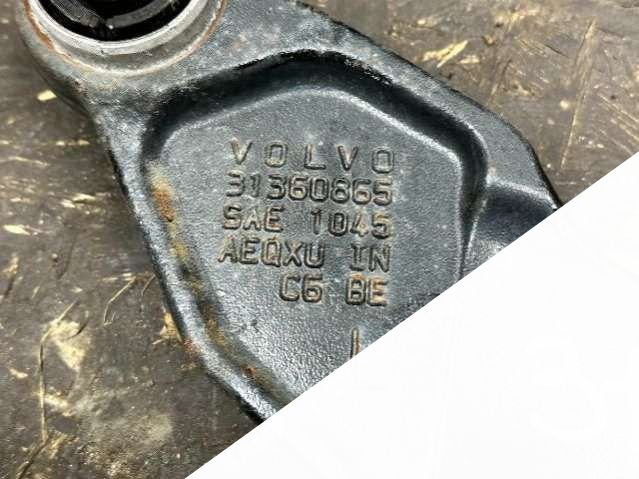 VOLVO
31360865
SAE 1045
AEQXU IN
C6 BE
L